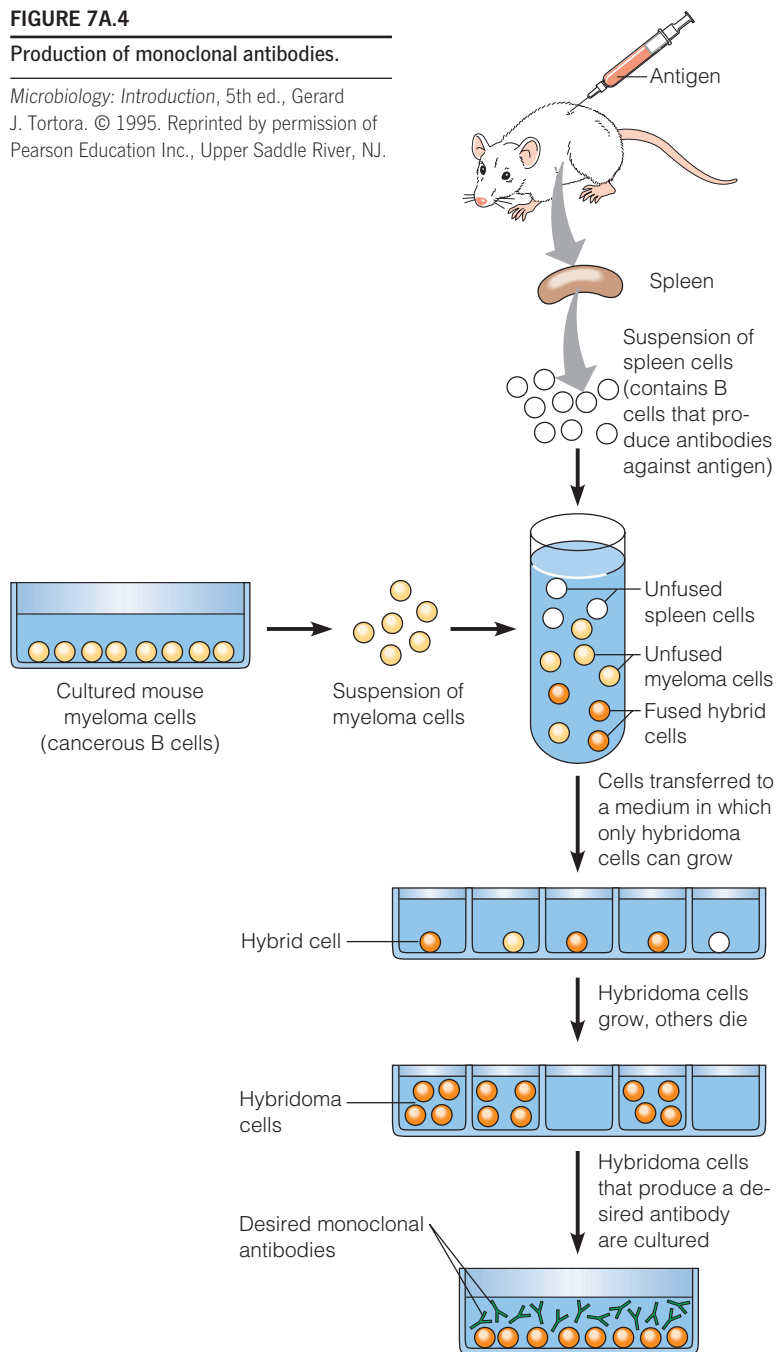 FIGURE 7A.4
Production of monoclonal antibodies.
Microbiology: Introduction, 5th ed., Gerard
J. Tortora. © 1995. Reprinted by permission of
Pearson Education Inc., Upper Saddle River, NJ.
Antigen
Spleen
Suspension of
spleen cells
(contains B
cells that pro-
duce antibodies
against antigen)
Unfused
spleen cells
Unfused
myeloma cells
Fused hybrid
cells
Cultured mouse
myeloma cells
(cancerous B cells)
Suspension of
myeloma cells
Cells transferred to
a medium in which
only hybridoma
cells can grow
Hybrid cell
Hybridoma cells
grow, others die
Hybridoma
cells
Hybridoma cells
that produce a de-
sired antibody
are cultured
Desired monoclonal
antibodies